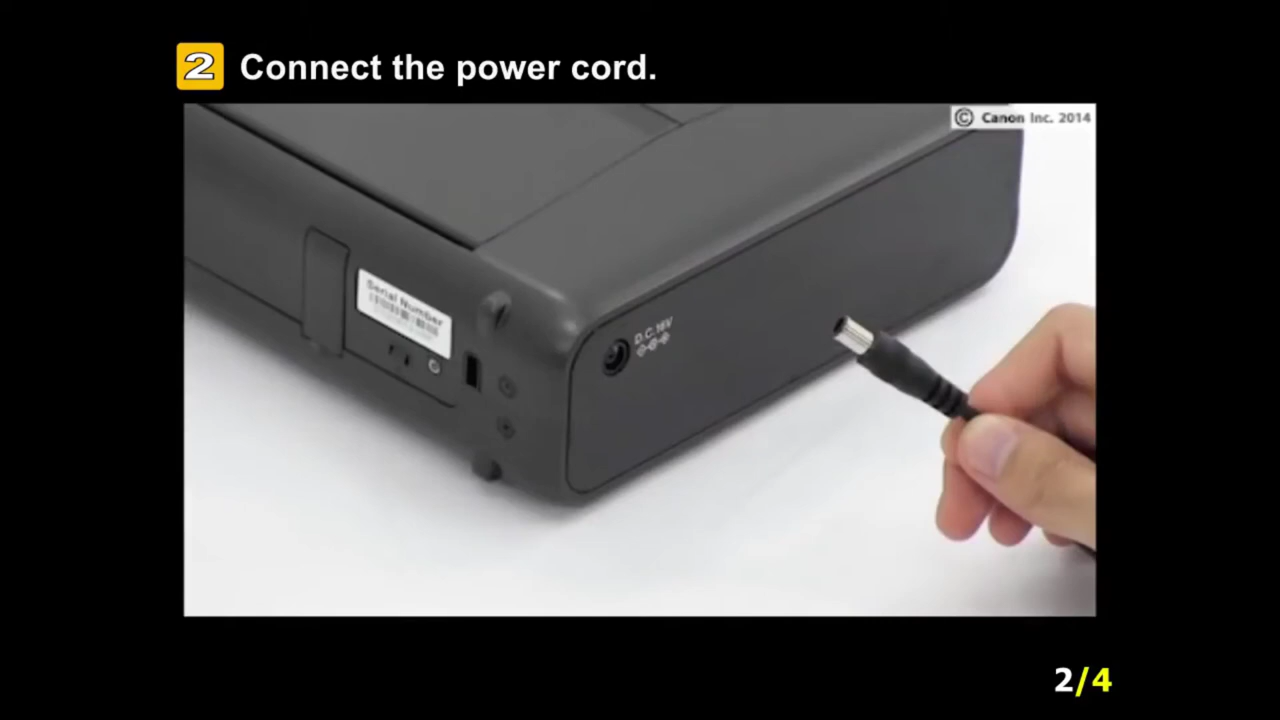 2 Connect the power cord.
© Canon Inc. 2014
Serial Number
D.C.16V
2/4